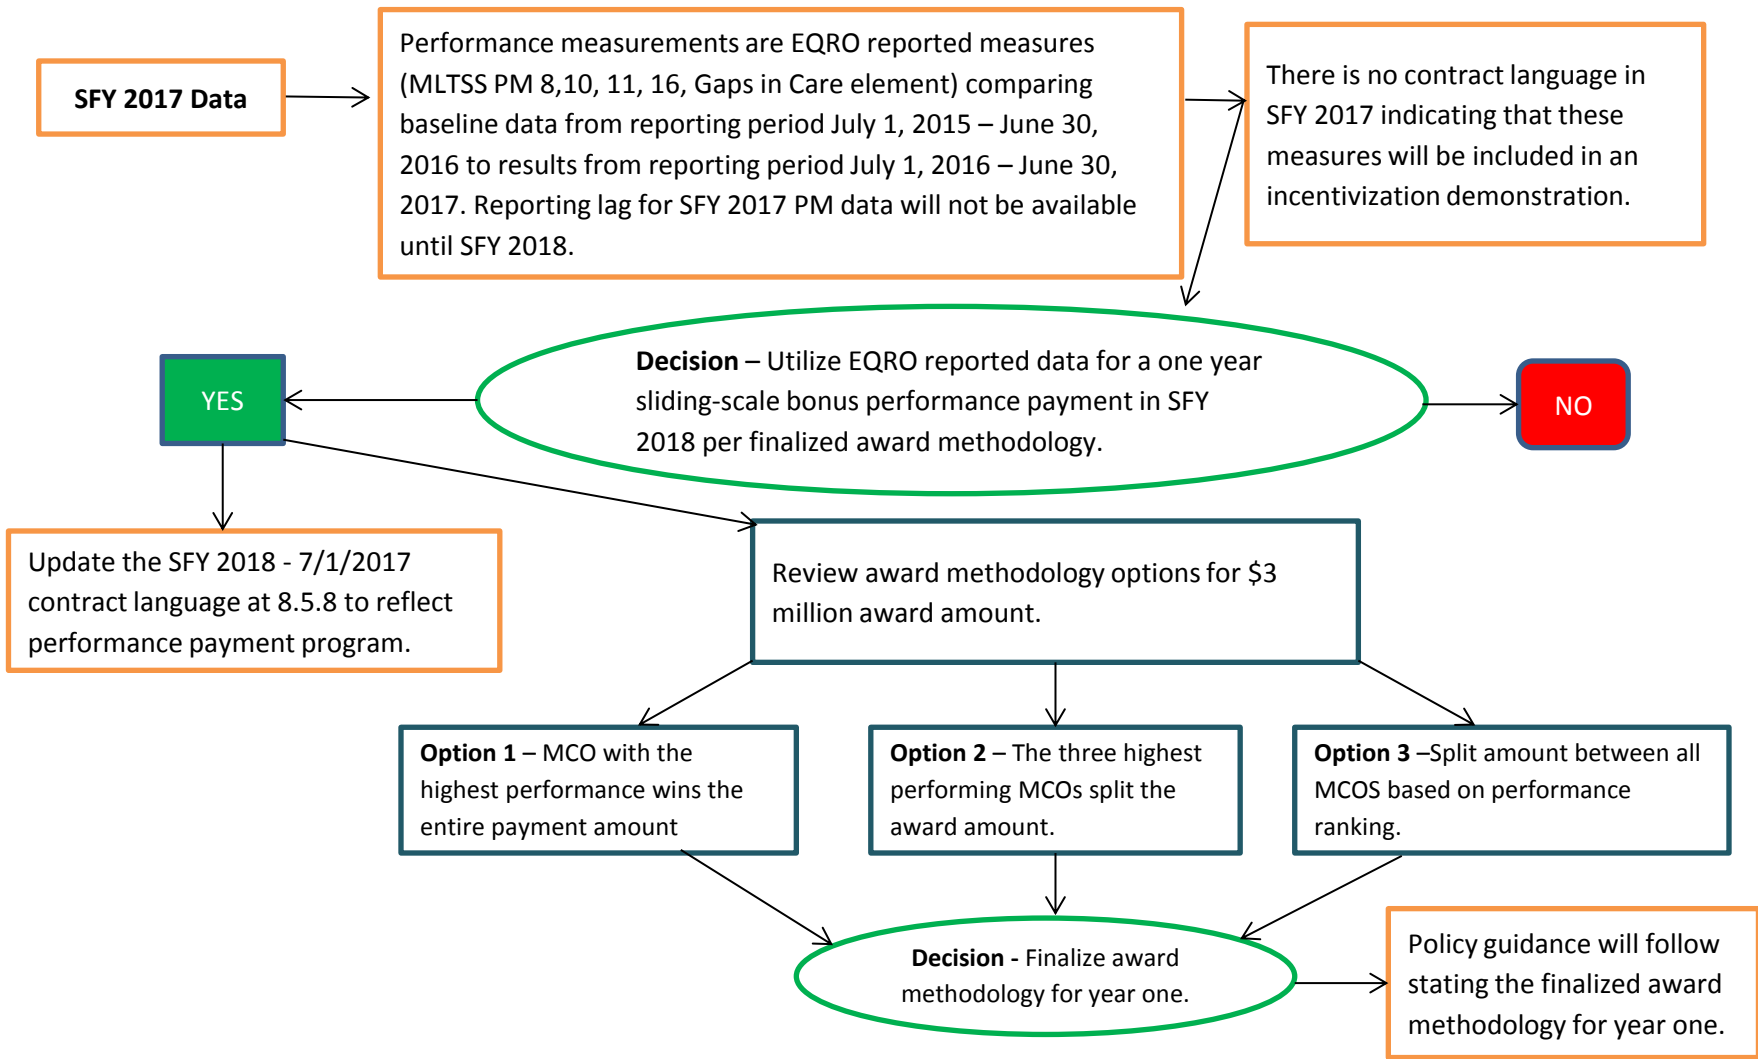 SFY 2017 Data
Performance measurements are EQRO reported measures
(MLTSS PM 8,10, 11, 16, Gaps in Care element) comparing
baseline data from reporting period July 1, 2015 – June 30,
2016 to results from reporting period July 1, 2016 – June 30,
2017. Reporting lag for SFY 2017 PM data will not be available
until SFY 2018.
There is no contract language in
SFY 2017 indicating that these
measures will be included in an
incentivization demonstration.
Decision – Utilize EQRO reported data for a one year
sliding-scale bonus performance payment in SFY
2018 per finalized award methodology.
YES
NO
Update the SFY 2018 - 7/1/2017
contract language at 8.5.8 to reflect
performance payment program.
Review award methodology options for $3
million award amount.
Option 1 – MCO with the
highest performance wins the
entire payment amount
Option 2 – The three highest
performing MCOs split the
award amount.
Option 3 –Split amount between all
MCOS based on performance
ranking.
Decision - Finalize award
methodology for year one.
Policy guidance will follow
stating the finalized award
methodology for year one.